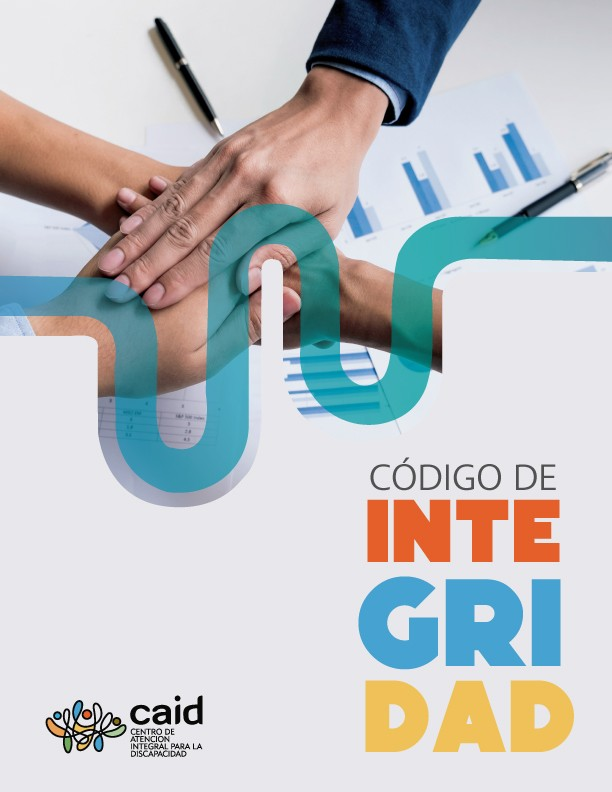 CÓDIGO DE
INTE
GRI
DAD
caid
CENTRO DE
ATENCION
INTEGRAL PARA LA
DISCAPACIDAD